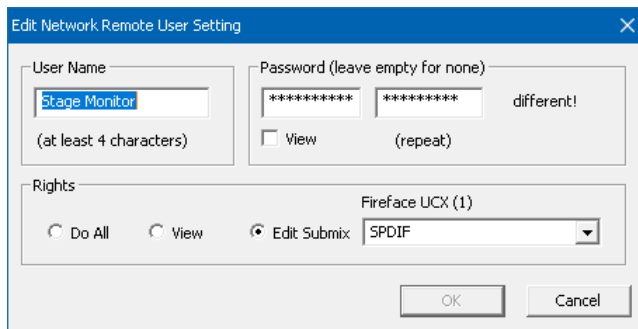 Edit Network Remote User Setting
User Name
Password (leave empty for none)
Stage Monitor
********** ********* different!
(at least 4 characters)
View
(repeat)
Rights
Fireface UCX (1)
Do All
View
Edit Submix
SPDIF
OK
Cancel